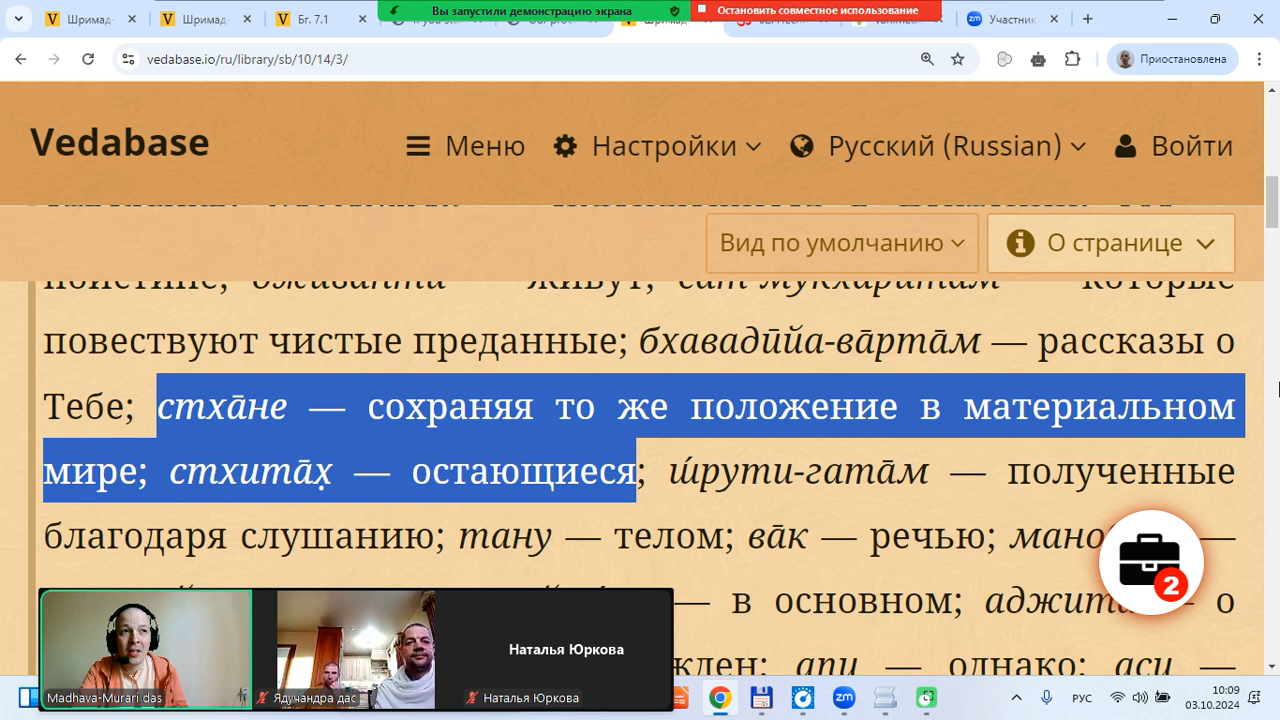 Шримад-
Шримад-
Бг. 7.1
Вы запустили демонстрацию экрана
Остановить совместное использование
Участник
vedabase.io/ru/library/sb/10/14/3/
Приостановлена
Vedabase
Меню
Настройки
Русский (Russian)
Войти
Вид по умолчанию
О странице
поистине; дживанти — живут; сат-мукхарита̄м — которые
повествуют чистые преданные; бхавадӣйа-ва̄рта̄м — рассказы о
Тебе; стха̄не — сохраняя то же положение в материальном
мире; стхита̄х̣ — остающиеся; ш́рути-гата̄м — полученные
благодаря слушанию; тану — телом; ва̄к — речью; мано —
— в основном; аджита — о
апи — однако; аси —
2
Madhava-Murari das
Ядучандра дас
Наталья Юркова
Наталья Юркова
РУС
10:09
03.10.2024